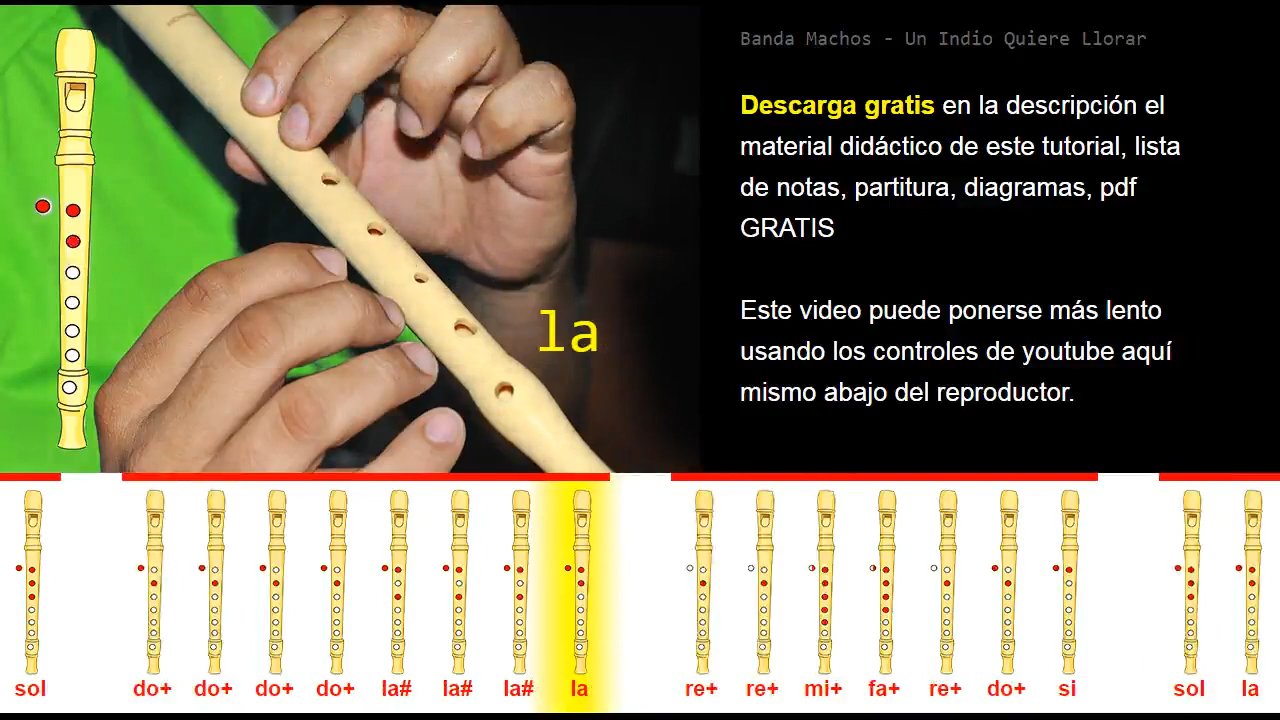 Banda Machos - Un Indio Quiere Llorar
Descarga gratis en la descripción el
material didáctico de este tutorial, lista
de notas, partitura, diagramas, pdf
GRATIS
Este video puede ponerse más lento
usando los controles de youtube aquí
mismo abajo del reproductor.
la
sol do+ do+ do+ do+ la# la# la# la re+ re+ mi+ fa+ re+ do+ si sol la